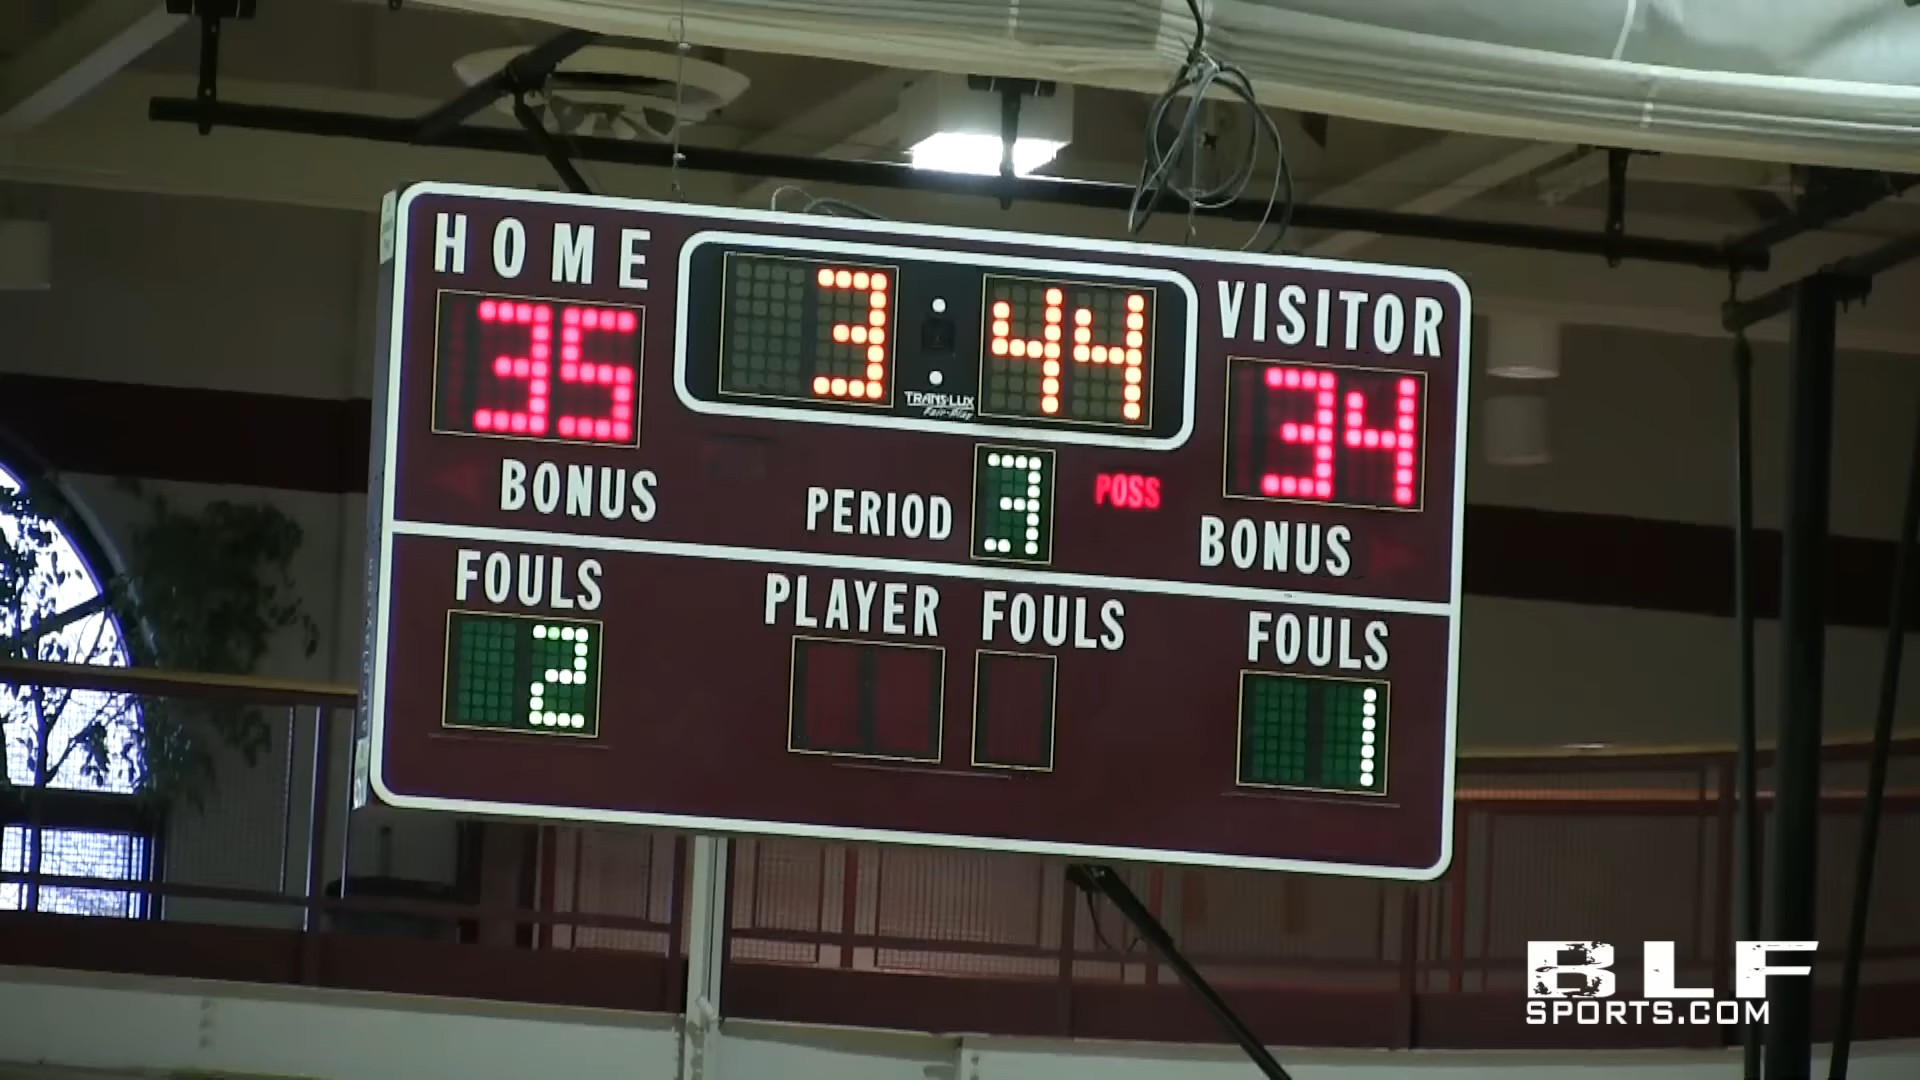 HOME
3:44
VISITOR
35
TRANS-LUX
Fair-Play
34
BONUS
PERIOD
3
POSS
BONUS
FOULS
PLAYER FOULS
FOULS
2
1
BLF
SPORTS.COM